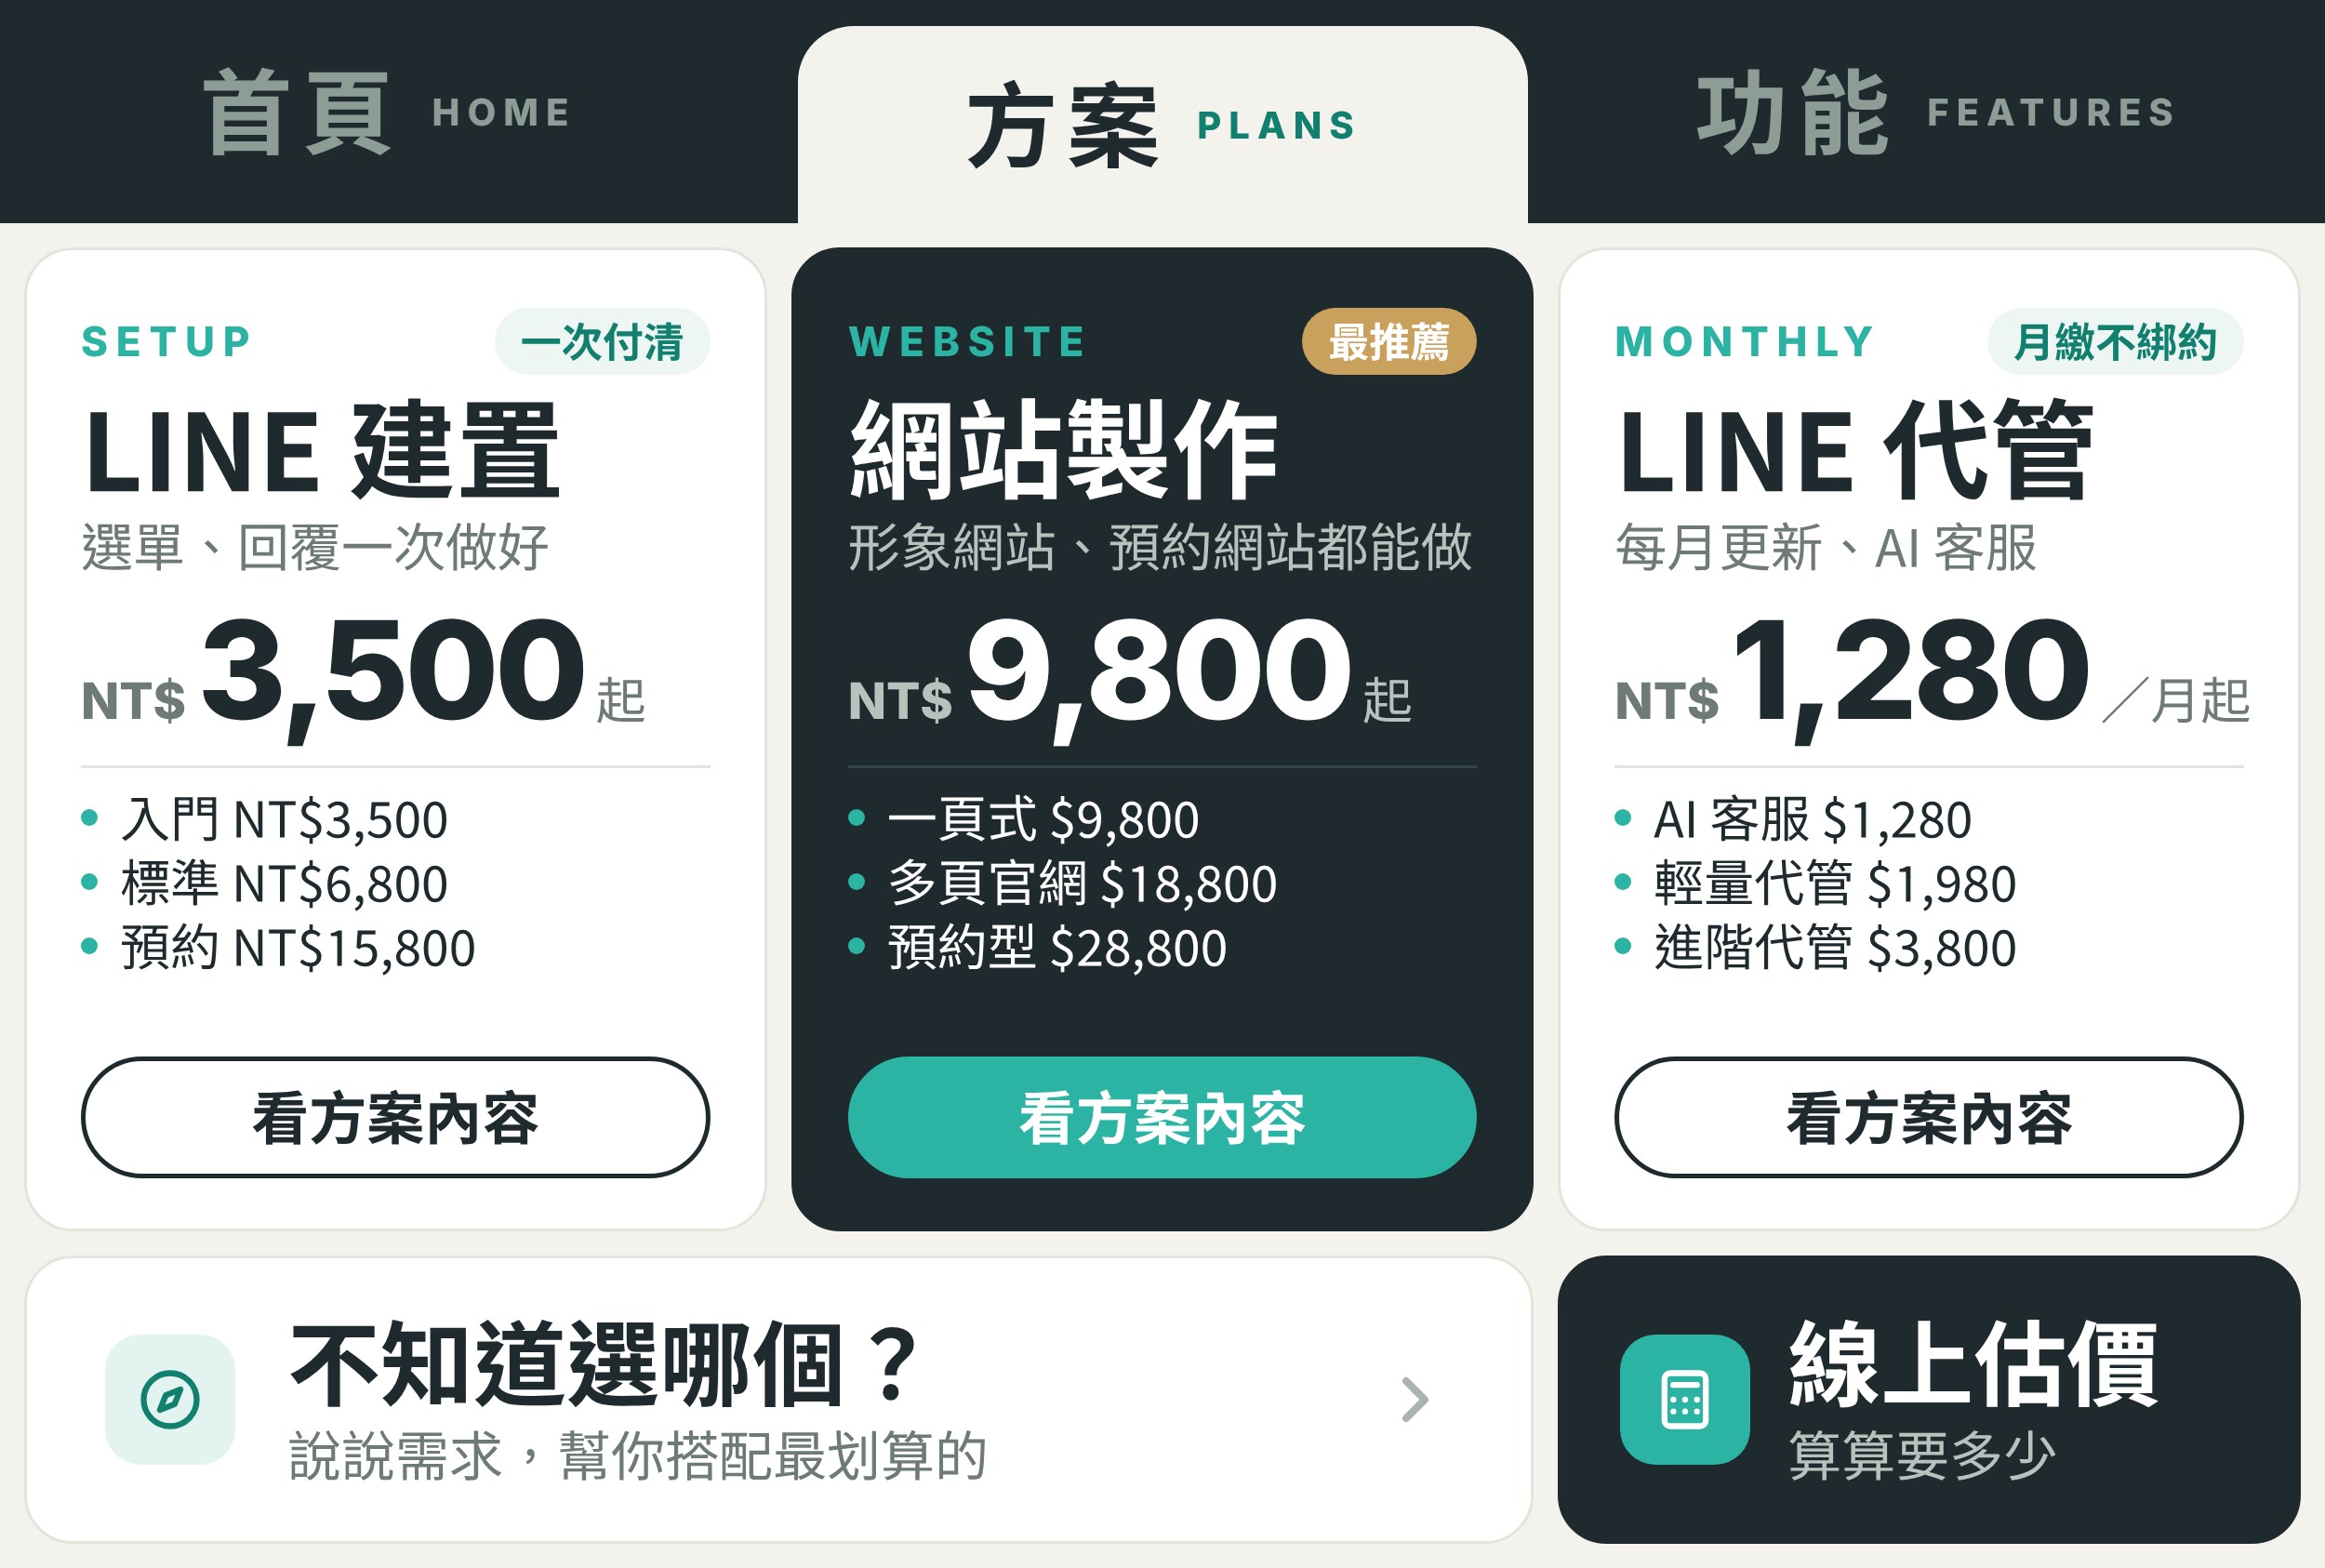 首頁 HOME
方案 PLANS
功能 FEATURES
SETUP 一次付清
LINE 建置
選單、回覆一次做好
NT$ 3,500 起
入門 NT$3,500
標準 NT$6,800
預約 NT$15,800
看方案內容
WEBSITE 最推薦
網站製作
形象網站、預約網站都能做
NT$ 9,800 起
一頁式 $9,800
多頁官網 $18,800
預約型 $28,800
看方案內容
MONTHLY 月繳不綁約
LINE 代管
每月更新、AI 客服
NT$ 1,280 ／月起
AI 客服 $1,280
輕量代管 $1,980
進階代管 $3,800
看方案內容
不知道選哪個？
說說需求，幫你搭配最划算的
線上估價
算算要多少